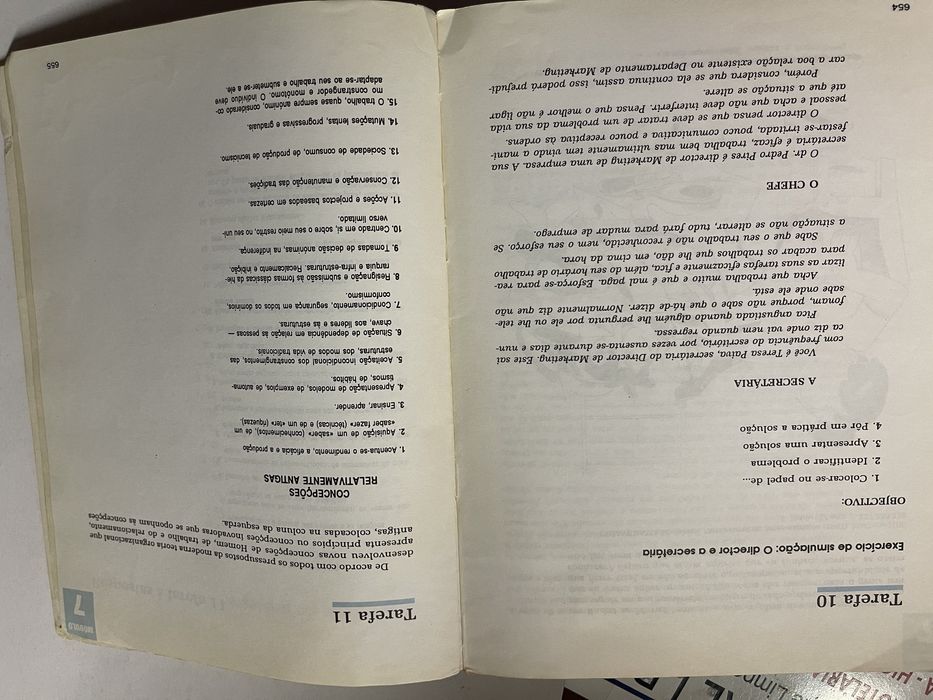 Tarefa 10
Exercício de simulação: O director e a secretária
OBJECTIVO:
1. Colocar-se no papel de...
2. Identificar o problema
3. Apresentar uma solução
4. Pôr em prática a solução
A SECRETÁRIA
Você é Teresa Paiva, secretária do Director de Marketing. Este sai
com frequência do escritório, por vezes ausenta-se durante dias e nun-
ca diz onde vai nem quando regressa.
Fica angustiada quando alguém lhe pergunta por ele ou lhe tele-
fonam, porque não sabe o que há-de dizer. Normalmente diz que não
sabe onde ele está.
Acha que trabalha muito e que é mal paga. Esforça-se para rea-
lizar as suas tarefas eficazmente e fica, além do seu horário de trabalho
para acabar os trabalhos que lhe dão, em cima da hora.
Sabe que o seu trabalho não é reconhecido, nem o seu esforço. Se
a situação não se alterar, tudo fará para mudar de emprego.
O CHEFE
O dr. Pedro Pires é director de Marketing de uma empresa. A sua
secretária é eficaz, trabalha bem mas ultimamente tem vindo a mani-
festar-se irritada, pouco comunicativa e pouco receptiva às ordens.
O director pensa que se deve tratar de um problema da sua vida
pessoal e acha que não deve interferir. Pensa que o melhor é não ligar
até que a situação se altere.
Porém, considera que se ela continua assim, isso poderá prejudi-
car a boa relação existente no Departamento de Marketing.
654
MÓDULO
7
Tarefa 11
De acordo com todos os pressupostos da moderna teoria organizacional que
desenvolveu novas concepções de Homem, de trabalho e do relacionamento,
apresenta princípios ou concepções inovadoras que se oponham às concepções
antigas, colocadas na coluna da esquerda.
CONCEPÇÕES
RELATIVAMENTE ANTIGAS
1. Acentua-se o rendimento, a eficácia e a produção
2. Aquisição de um «saber» (conhecimentos), de um
«saber fazer» (técnicas) e de um «ter» (riquezas).
3. Ensinar, aprender.
4. Apresentação de modelos, de exemplos, de automa-
tismos, de hábitos.
5. Aceitação incondicional dos constrangimentos, das
estruturas, dos modos de vida tradicionais.
6. Situação de dependência em relação às pessoas —
chave, aos líderes e às estruturas.
7. Condicionamento, segurança em todos os domínios,
conformismo.
8. Resignação e submissão às formas clássicas da hie-
rarquia e infra-estruturas. Recalcamento e inibição.
9. Tomadas de decisão anónimas, na indiferença.
10. Centrado em si, sobre o seu meio restrito, no seu uni-
verso limitado.
11. Acções e projectos baseados em certezas.
12. Conservação e manutenção das tradições.
13. Sociedade de consumo, de produção de tecnicismo.
14. Mutações lentas, progressivas e graduais.
15. O trabalho, quase sempre anónimo, considerado co-
mo constrangedor e monótomo. O indivíduo deve
adaptar-se ao seu trabalho e submeter-se a ele.
655